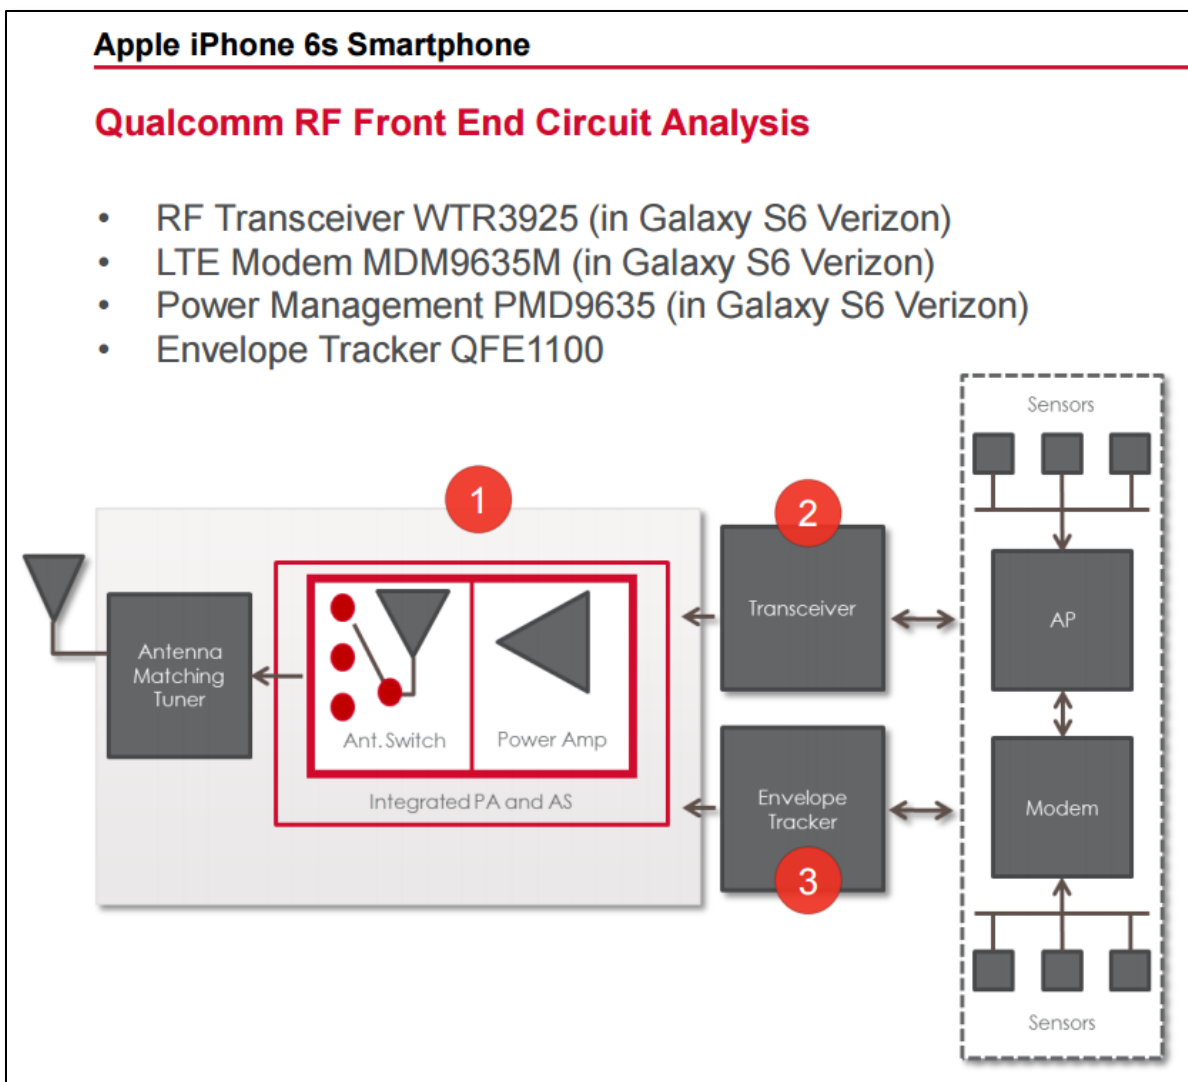 Apple iPhone 6s Smartphone
Qualcomm RF Front End Circuit Analysis
• RF Transceiver WTR3925 (in Galaxy S6 Verizon)
• LTE Modem MDM9635M (in Galaxy S6 Verizon)
• Power Management PMD9635 (in Galaxy S6 Verizon)
• Envelope Tracker QFE1100
Sensors
1
2
Transceiver
AP
Antenna
Matching
Tuner
Ant. Switch
Power Amp
Integrated PA and AS
Envelope
Tracker
3
Modem
Sensors